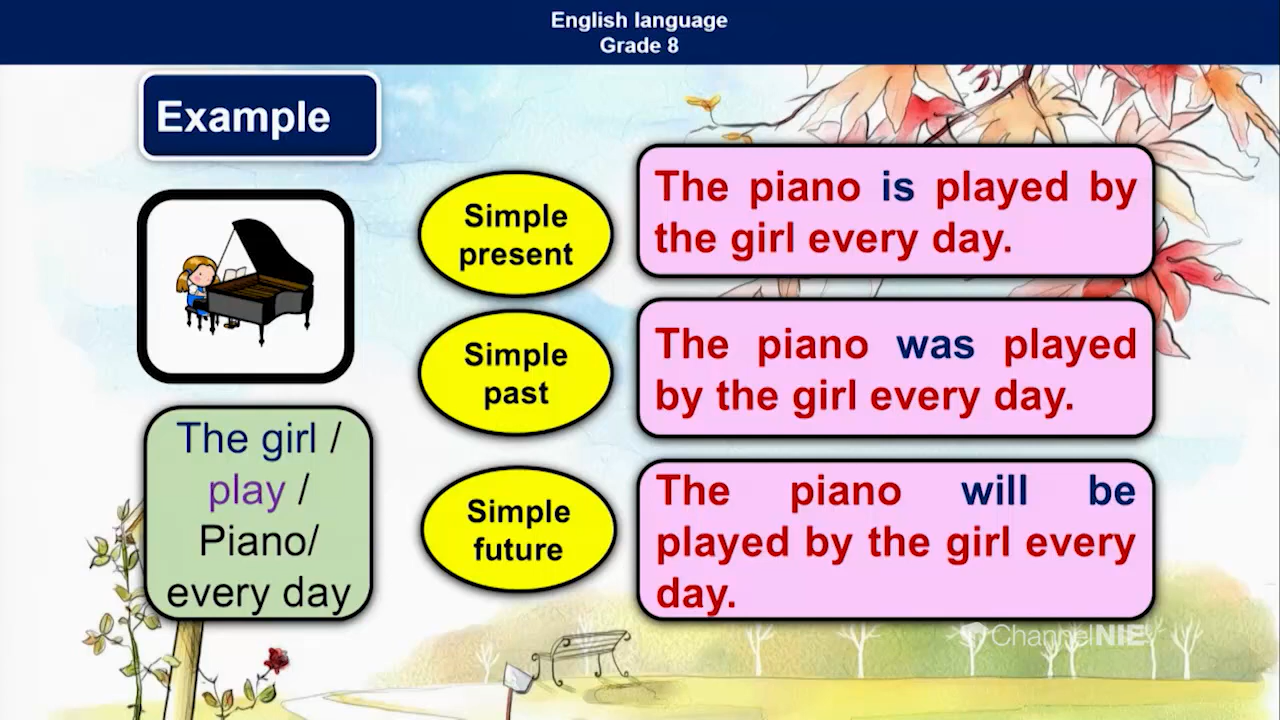 English language
Grade 8
Example
Simple
present
The piano is played by
the girl every day.
Simple
past
The piano was played
by the girl every day.
The girl /
play /
Piano/
every day
Simple
future
The piano will be
played by the girl every
day.
ChannelNIE